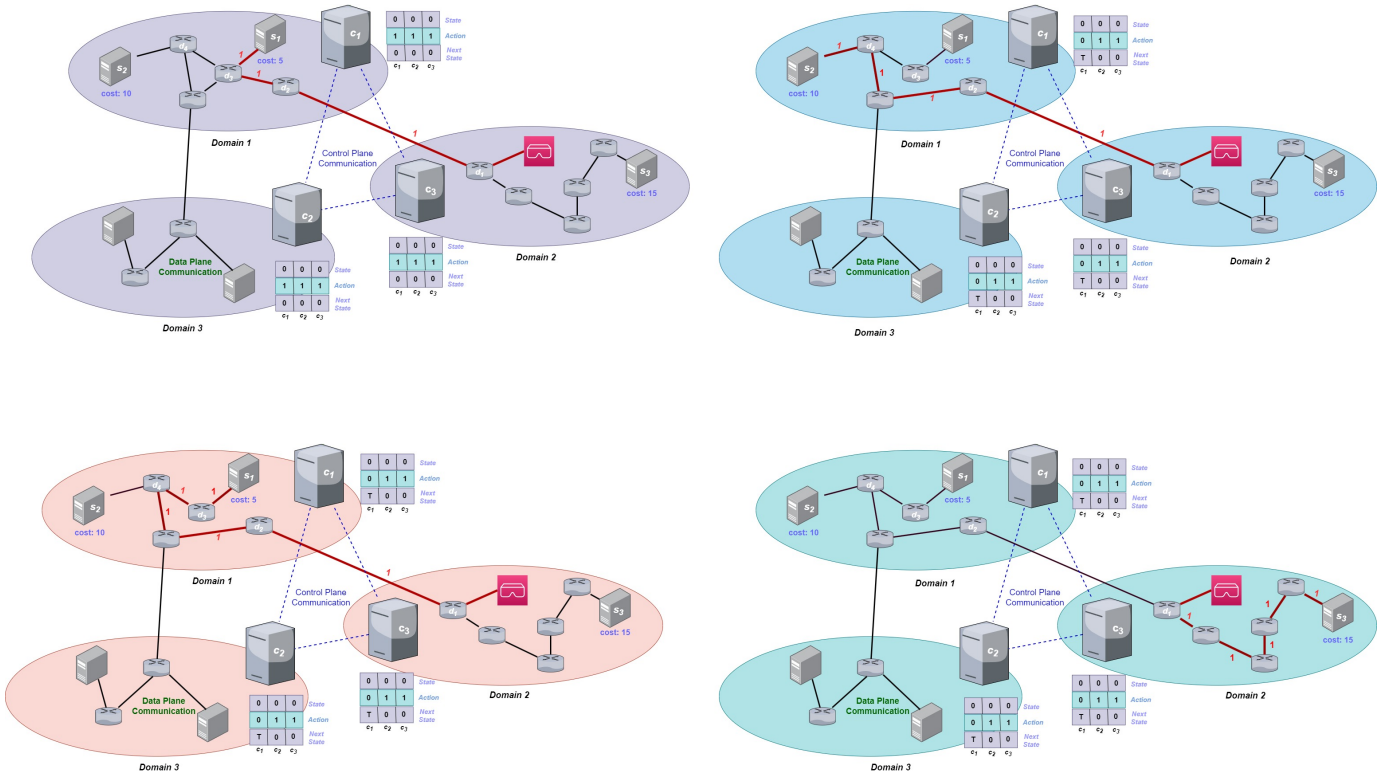 0 0 0 State
1 1 1 Action
0 0 0 Next
State
c1 c2 c3
c1
d4
1
s1
cost: 5
s2
cost: 10
d3
1
d2
Domain 1
1
Control Plane
Communication
d1
s3
cost: 15
c3
Domain 2
c2
0 0 0 State
1 1 1 Action
0 0 0 Next
State
c1 c2 c3
Data Plane
Communication
0 0 0 State
1 1 1 Action
0 0 0 Next
State
c1 c2 c3
Domain 3
0 0 0 State
0 1 1 Action
T 0 0 Next
State
c1 c2 c3
c1
1
d4
s1
cost: 5
s2
cost: 10
1
d3
1
d2
Domain 1
1
Control Plane
Communication
d1
s3
cost: 15
c3
Domain 2
c2
0 0 0 State
0 1 1 Action
T 0 0 Next
State
c1 c2 c3
Data Plane
Communication
0 0 0 State
0 1 1 Action
T 0 0 Next
State
c1 c2 c3
Domain 3
0 0 0 State
0 1 1 Action
T 0 0 Next
State
c1 c2 c3
c1
d4
1
1
s1
cost: 5
s2
cost: 10
1
d3
1
d2
Domain 1
1
Control Plane
Communication
d1
s3
cost: 15
c3
Domain 2
c2
0 0 0 State
0 1 1 Action
T 0 0 Next
State
c1 c2 c3
Data Plane
Communication
0 0 0 State
0 1 1 Action
T 0 0 Next
State
c1 c2 c3
Domain 3
0 0 0 State
0 1 1 Action
T 0 0 Next
State
c1 c2 c3
c1
d4
s1
cost: 5
s2
cost: 10
d3
d2
Domain 1
Control Plane
Communication
d1
1
1
1
1
1
s3
cost: 15
c3
Domain 2
c2
0 0 0 State
0 1 1 Action
T 0 0 Next
State
c1 c2 c3
Data Plane
Communication
0 0 0 State
0 1 1 Action
T 0 0 Next
State
c1 c2 c3
Domain 3